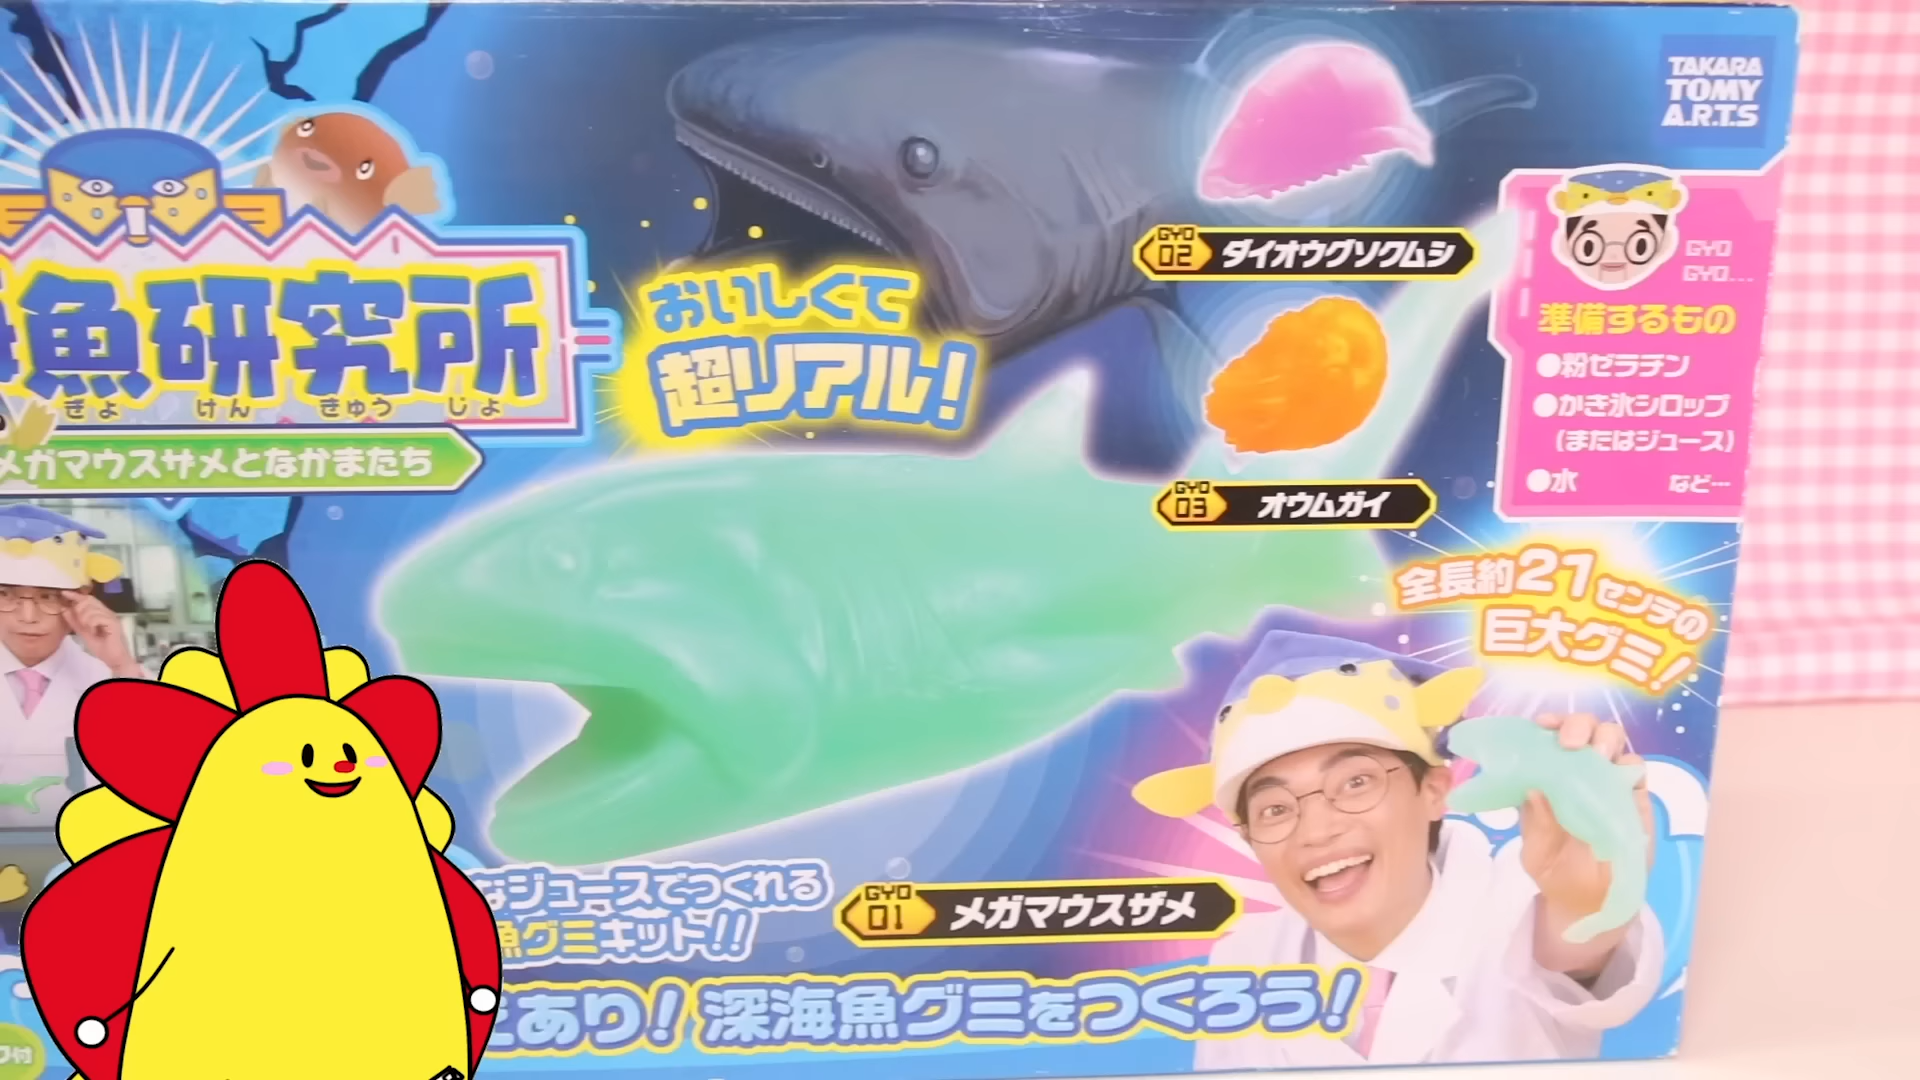 TAKARA
TOMY
A.R.T.S
魚研究所
ぎょ けん きゅう じょ
メガマウスザメとなかまたち
おいしくて
超リアル!
GYO
02
ダイオウグソクムシ
GYO
03
オウムガイ
GYO
GYO...
準備するもの
●粉ゼラチン
●かき氷シロップ
(またはジュース)
●水 など…
全長約21センチの
巨大グミ!
なジュースでつくれる
魚グミキット!!
GYO
01
メガマウスザメ
あり! 深海魚グミをつくろう!